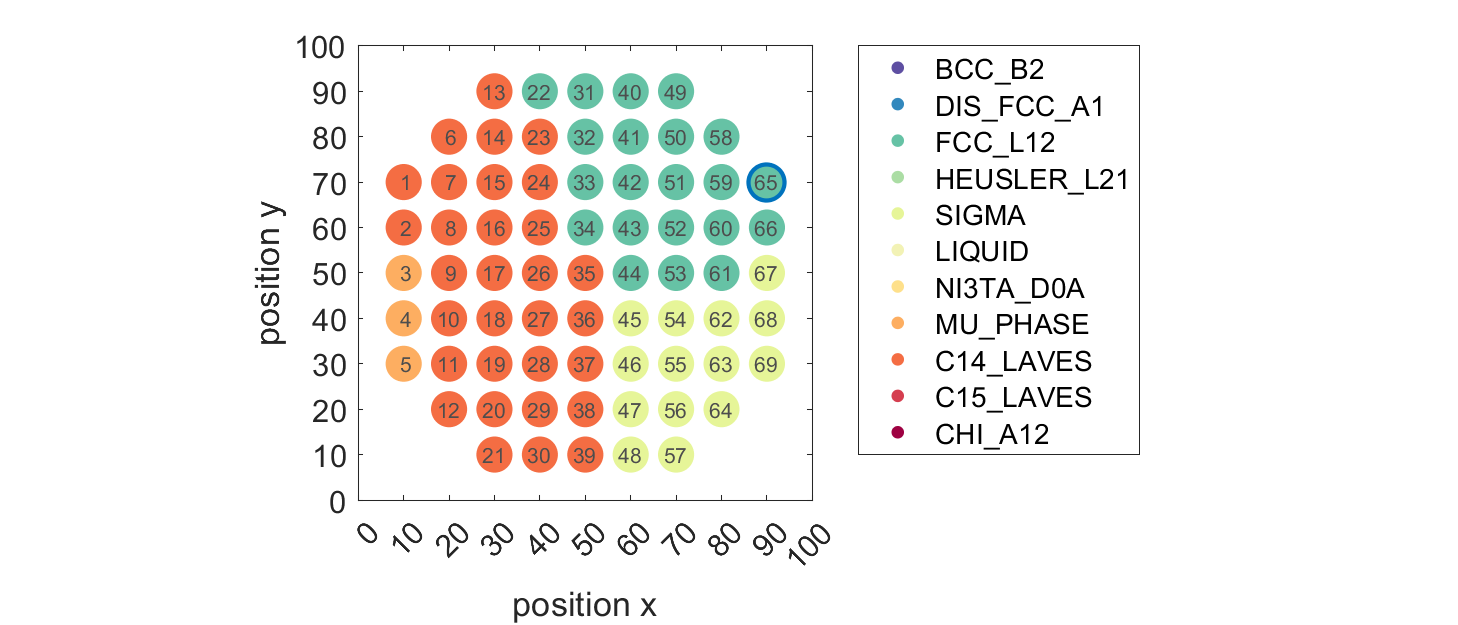 100
90
80
70
60
50
40
30
20
10
0
position y
13 22 31 40 49
6 14 23 32 41 50 58
1 7 15 24 33 42 51 59 65
2 8 16 25 34 43 52 60 66
3 9 17 26 35 44 53 61 67
4 10 18 27 36 45 54 62 68
5 11 19 28 37 46 55 63 69
12 20 29 38 47 56 64
21 30 39 48 57
0 10 20 30 40 50 60 70 80 90 100
position x
BCC_B2
DIS_FCC_A1
FCC_L12
HEUSLER_L21
SIGMA
LIQUID
NI3TA_D0A
MU_PHASE
C14_LAVES
C15_LAVES
CHI_A12